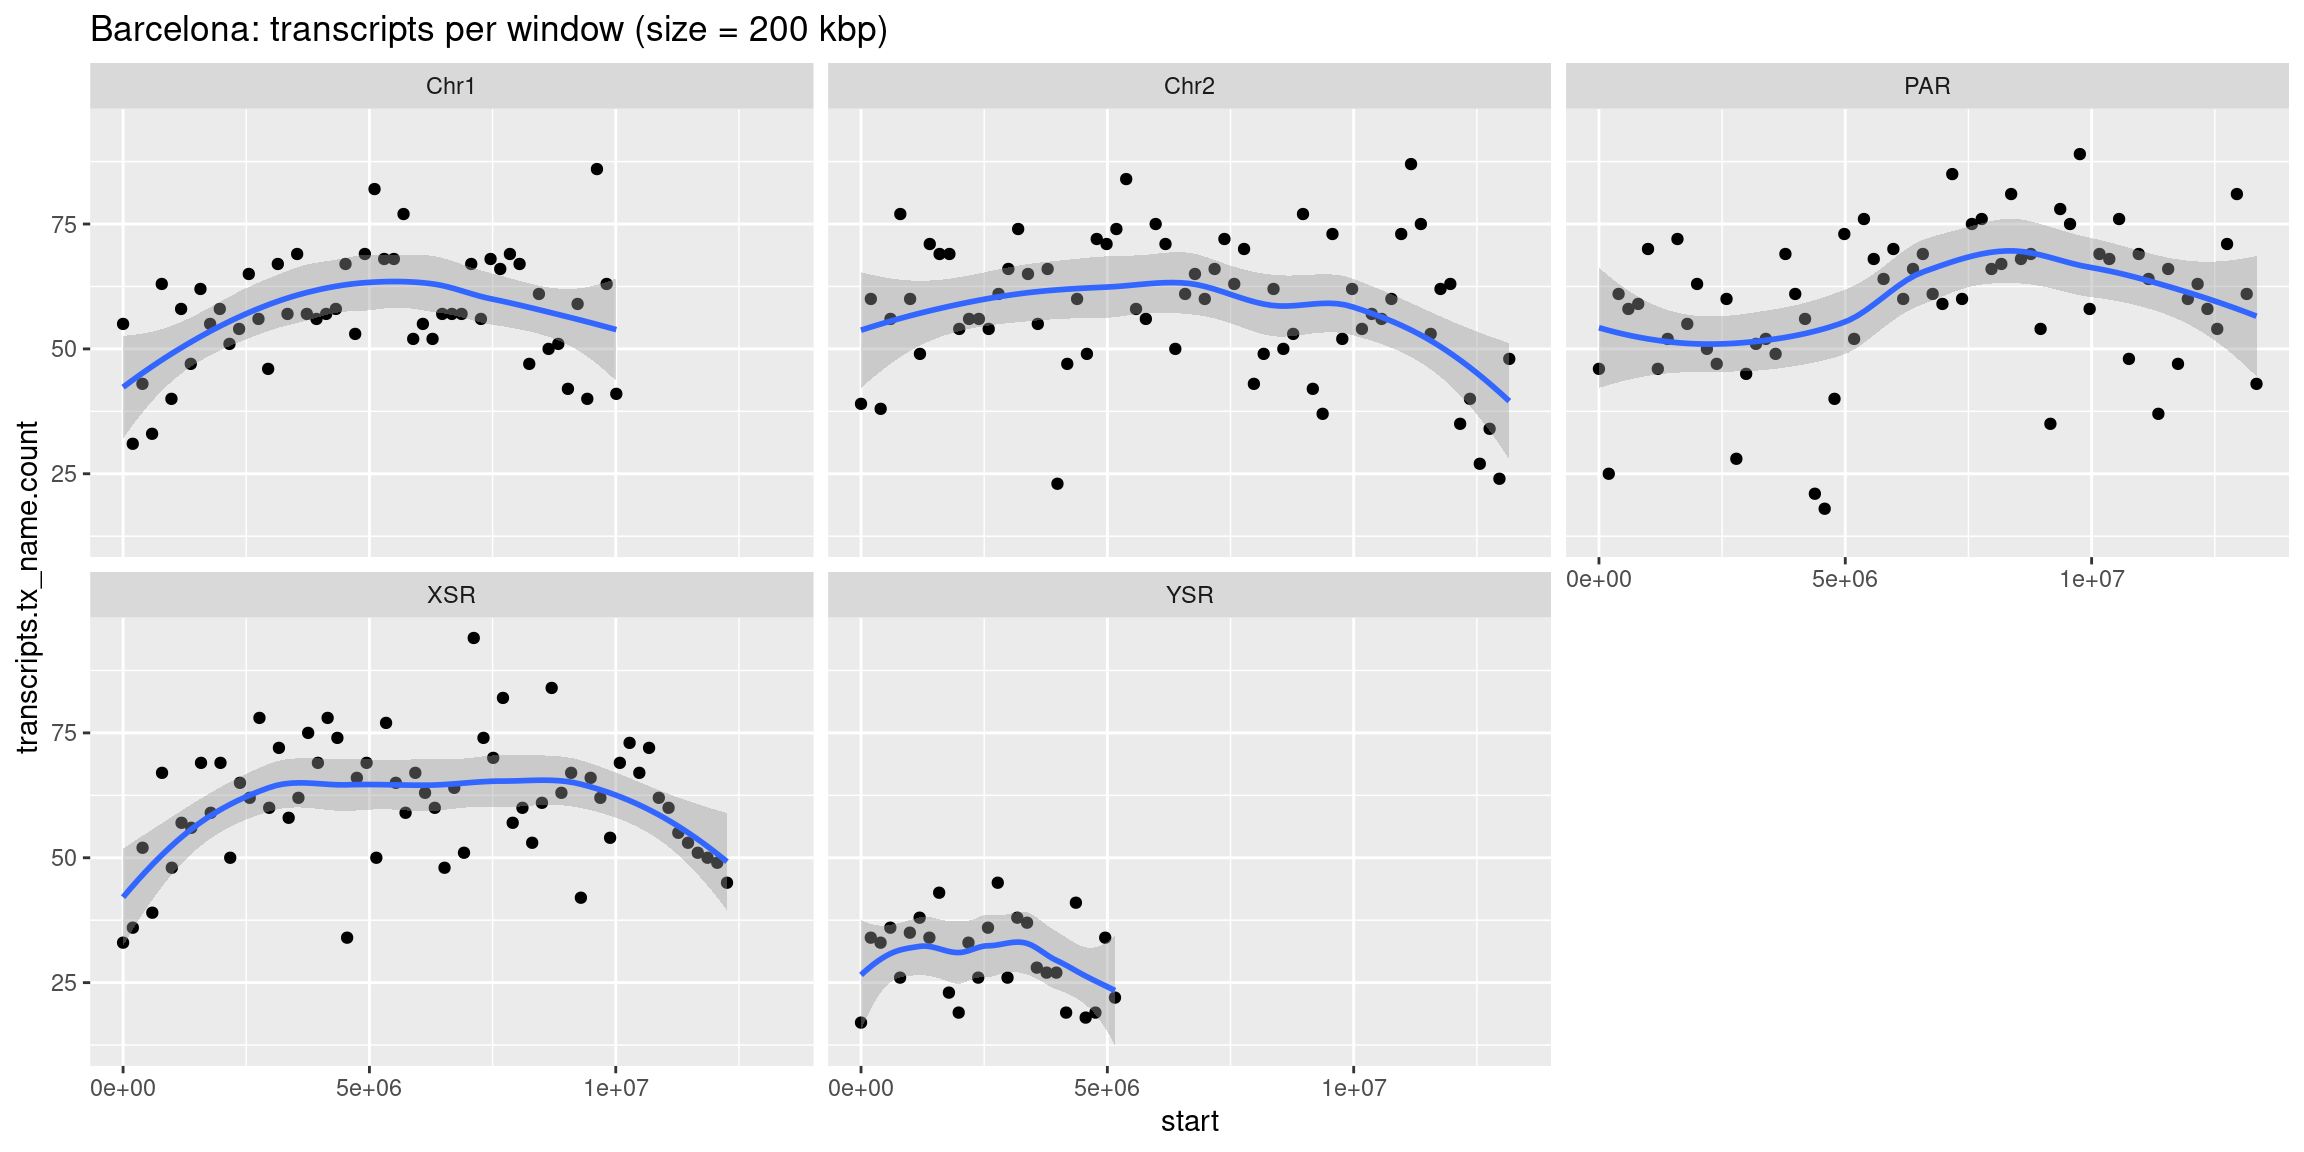 Barcelona: transcripts per window (size = 200 kbp)
Chr1
Chr2
PAR
75
50
25
0e+00
5e+06
1e+07
XSR
YSR
75
50
25
0e+00
5e+06
1e+07
0e+00
5e+06
1e+07
transcripts.tx_name.count
start